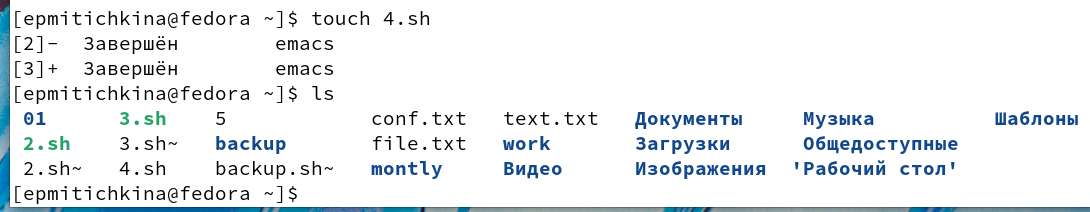 [epmitichkina@fedora ~]$ touch 4.sh
[2]-  Завершён        emacs
[3]+  Завершён        emacs
[epmitichkina@fedora ~]$ ls
 01      3.sh    5            conf.txt   text.txt   Документы     Музыка          Шаблоны
 2.sh    3.sh~   backup       file.txt   work       Загрузки      Общедоступные
 2.sh~   4.sh    backup.sh~   montly     Видео      Изображения  'Рабочий стол'
[epmitichkina@fedora ~]$